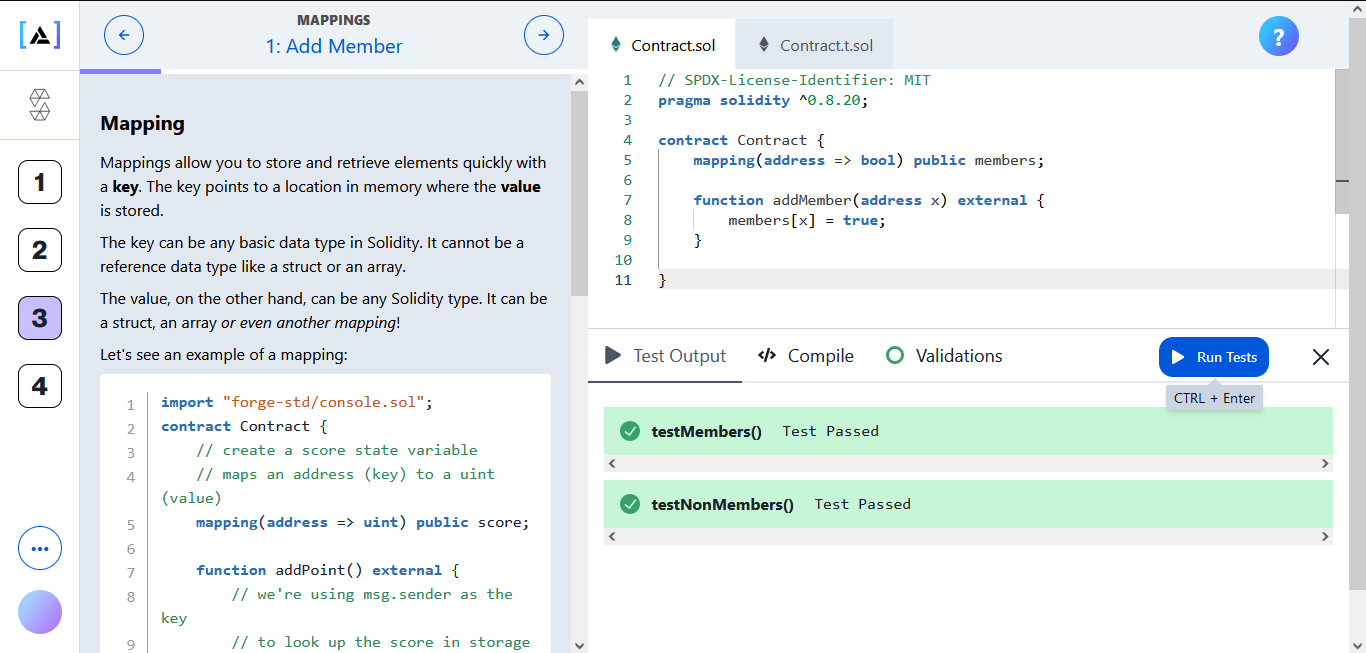 MAPPINGS
1: Add Member
1
2
3
4
Mapping
Mappings allow you to store and retrieve elements quickly with
a key. The key points to a location in memory where the value
is stored.
The key can be any basic data type in Solidity. It cannot be a
reference data type like a struct or an array.
The value, on the other hand, can be any Solidity type. It can be
a struct, an array or even another mapping!
Let's see an example of a mapping:
1 import "forge-std/console.sol";
2 contract Contract {
3 // create a score state variable
4 // maps an address (key) to a uint
(value)
5 mapping(address => uint) public score;
6
7 function addPoint() external {
8 // we're using msg.sender as the
key
9 // to look up the score in storage
Contract.sol
Contract.t.sol
?
1 // SPDX-License-Identifier: MIT
2 pragma solidity ^0.8.20;
3
4 contract Contract {
5 mapping(address => bool) public members;
6
7 function addMember(address x) external {
8 members[x] = true;
9 }
10
11 }
Test Output
</> Compile
Validations
Run Tests
CTRL + Enter
testMembers() Test Passed
testNonMembers() Test Passed